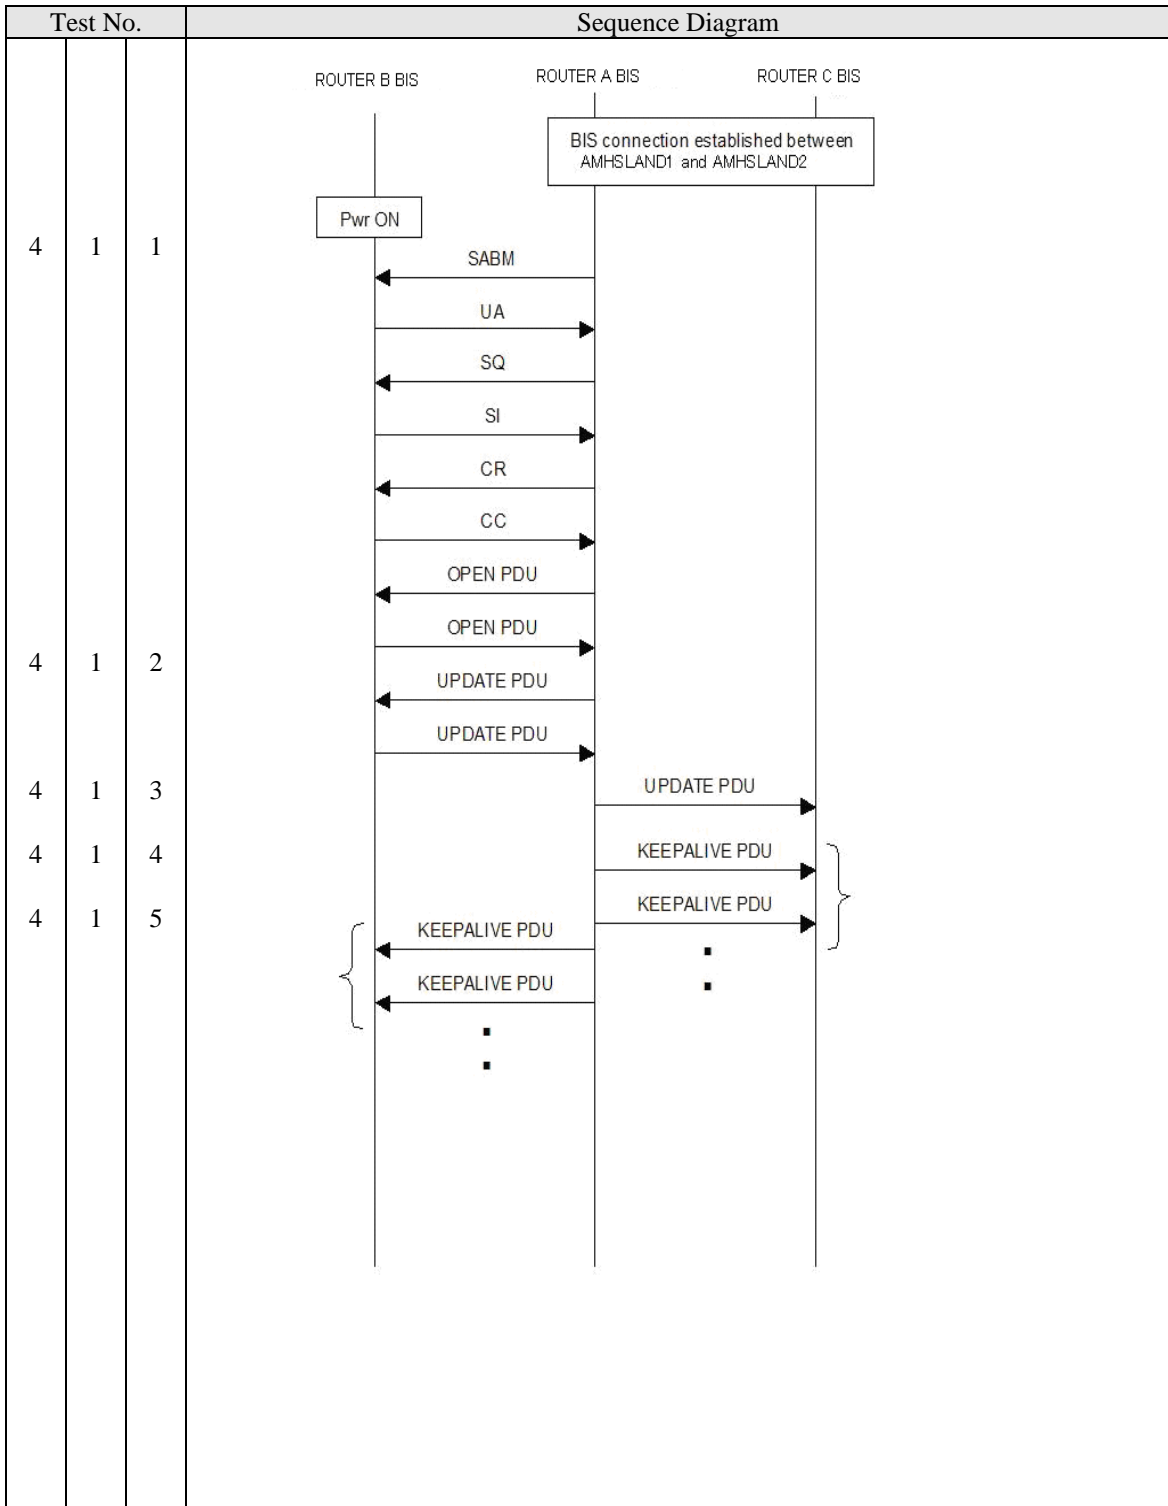 Test No. Sequence Diagram
ROUTER B BIS ROUTER A BIS ROUTER C BIS
BIS connection established between
AMHSLAND1 and AMHSLAND2
Pwr ON
4 1 1
SABM
UA
SQ
SI
CR
CC
OPEN PDU
OPEN PDU
4 1 2
UPDATE PDU
UPDATE PDU
4 1 3 UPDATE PDU
4 1 4 KEEPALIVE PDU
KEEPALIVE PDU
4 1 5
KEEPALIVE PDU
KEEPALIVE PDU